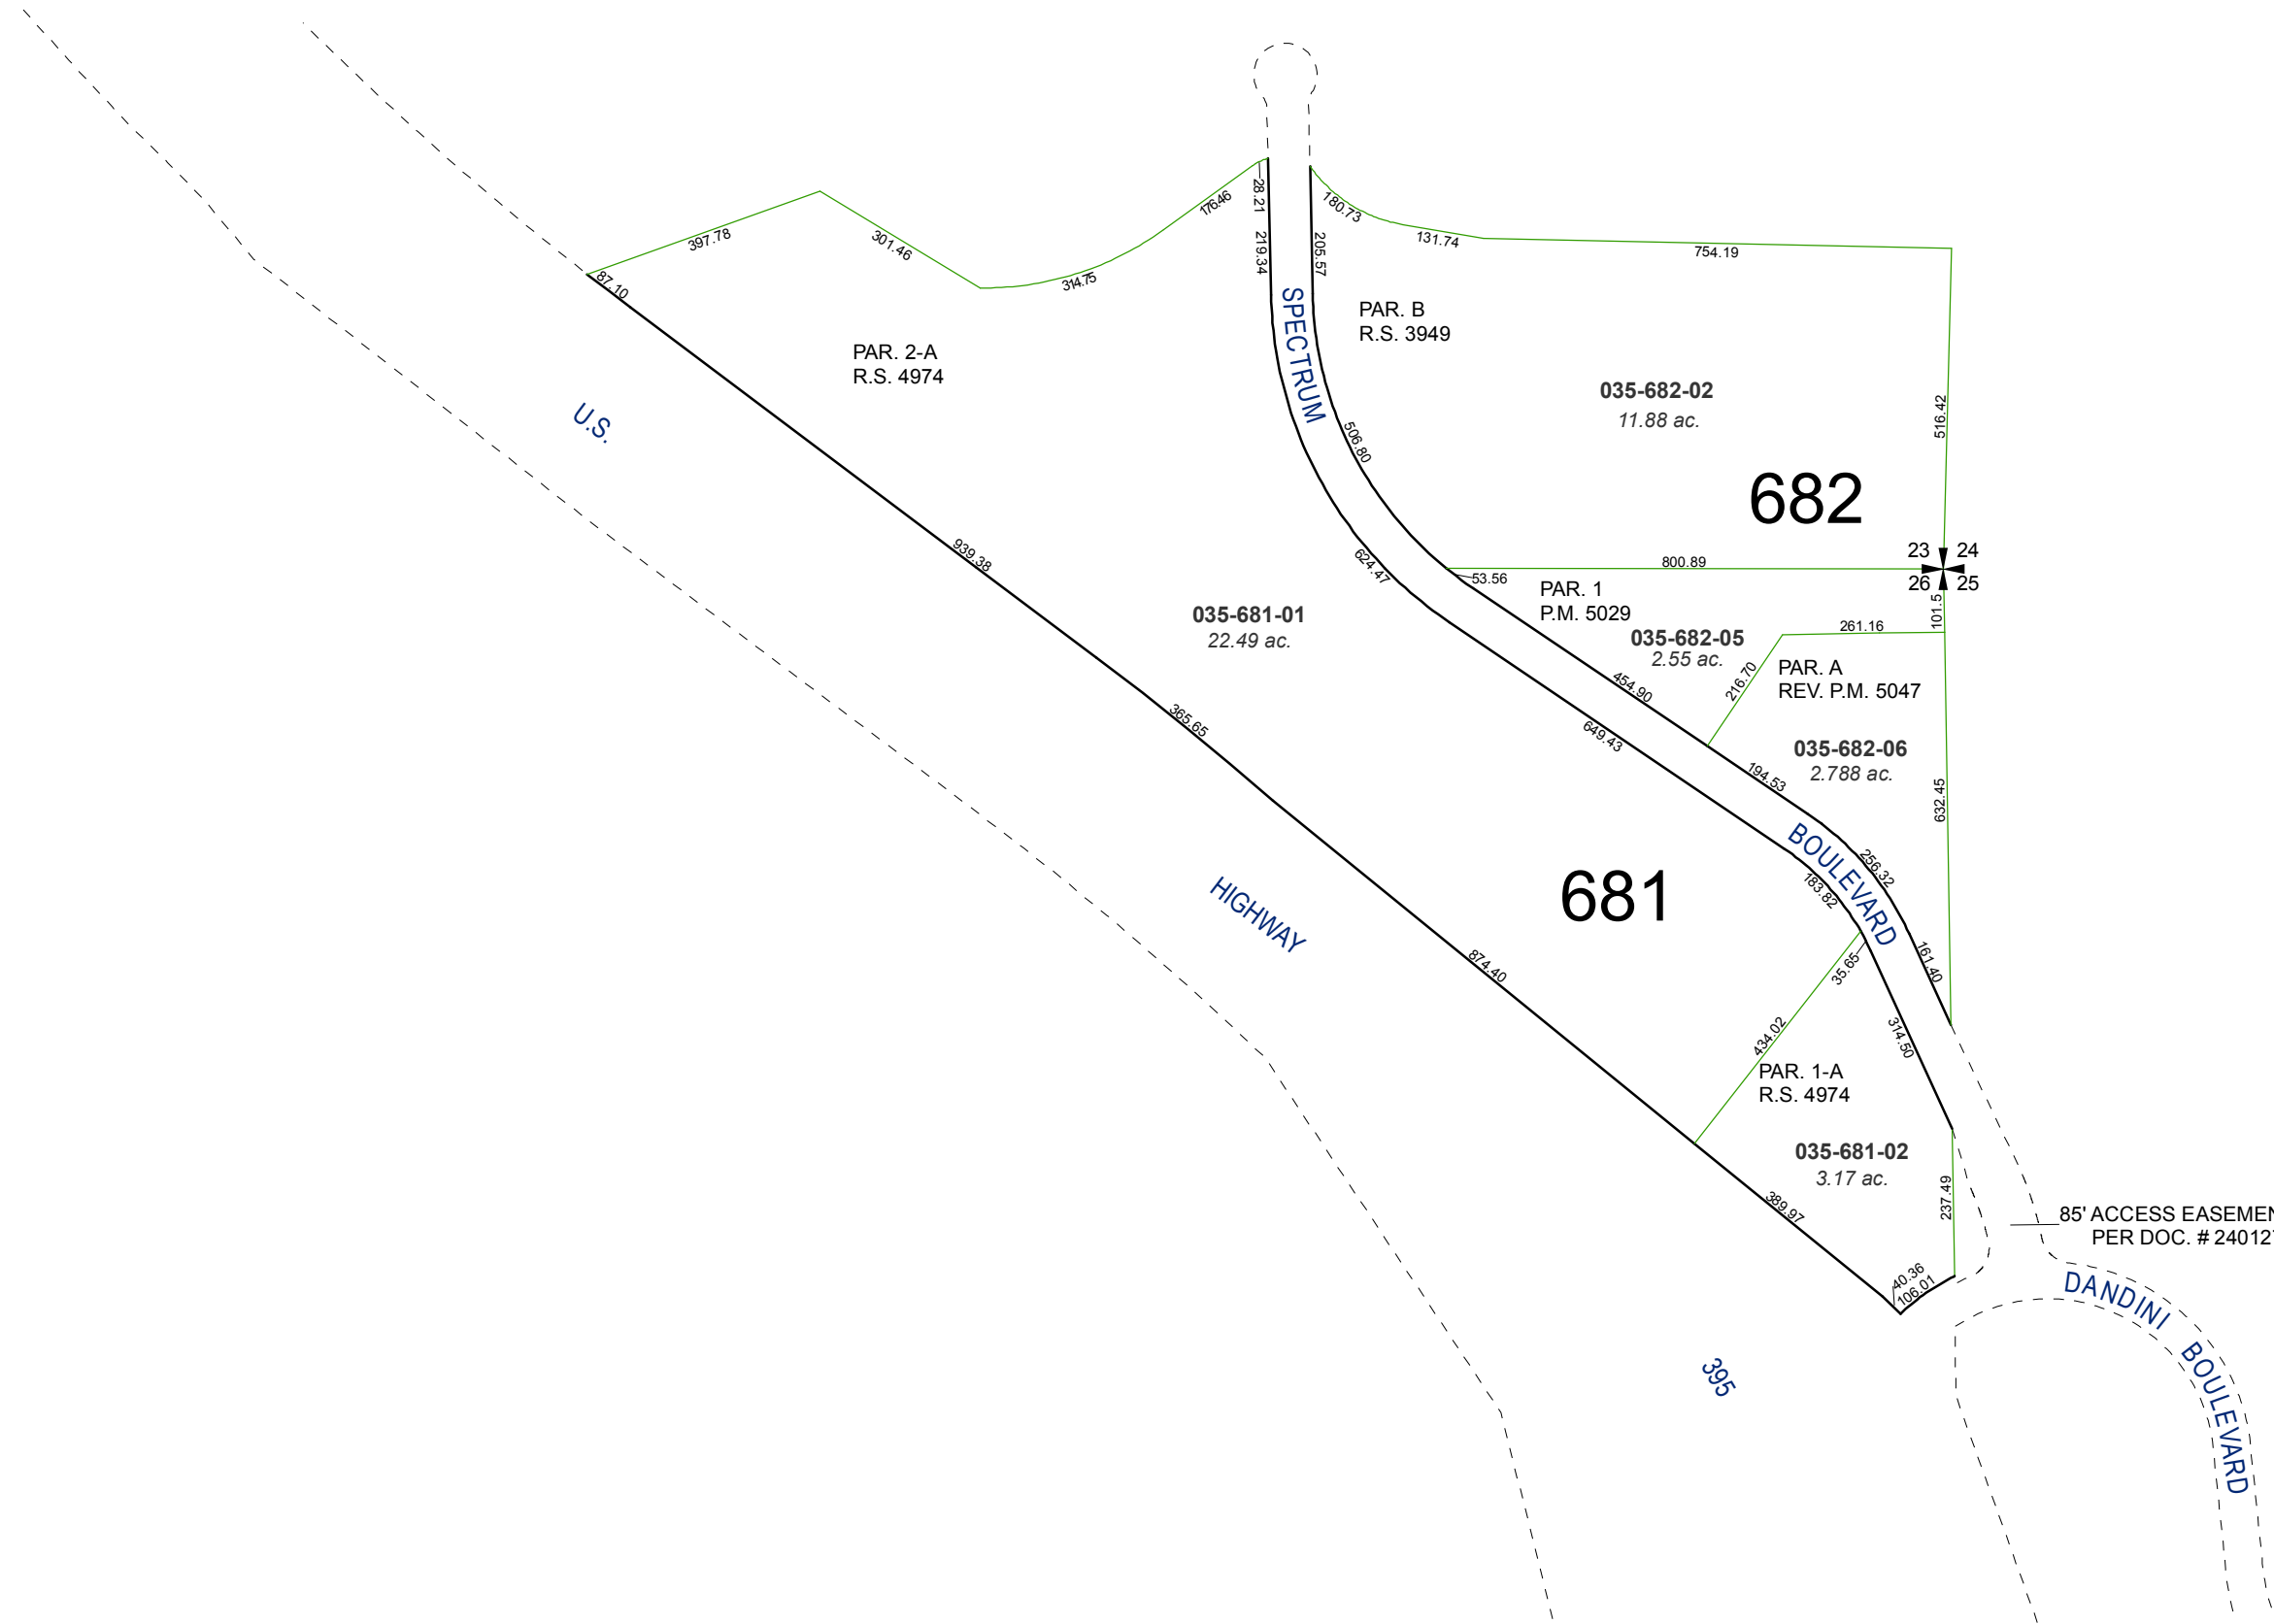 180.73
28.21
176.46
131.74
397.78
301.46
219.34
205.57
754.19
314.75
87.10
SPECTRUM
PAR. B
R.S. 3949
PAR. 2-A
R.S. 4974
035-682-02
11.88 ac.
516.42
U.S.
506.80
682
23 24
26 25
939.38
624.47
800.89
53.56
PAR. 1
P.M. 5029
101.5
035-681-01
22.49 ac.
035-682-05
2.55 ac.
261.16
PAR. A
REV. P.M. 5047
216.70
454.90
365.65
649.43
035-682-06
2.788 ac.
194.53
632.45
BOULEVARD
256.32
183.82
681
HIGHWAY
161.40
35.65
874.40
434.02
314.50
PAR. 1-A
R.S. 4974
035-681-02
3.17 ac.
237.49
389.97
85' ACCESS EASEMEN
PER DOC. # 24012
40.36
106.01
DANDINI BOULEVARD
395